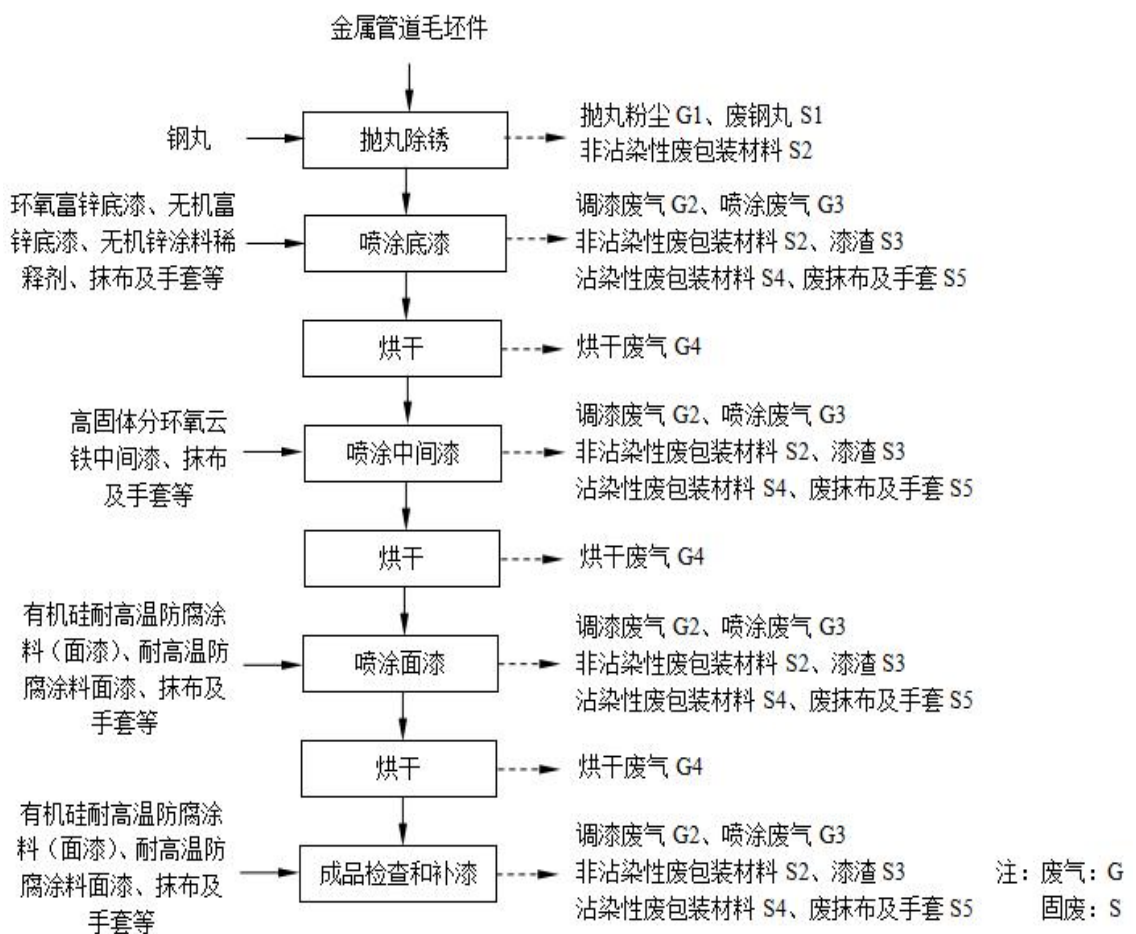 金属管道毛坯件
钢丸
抛丸除锈
抛丸粉尘 G1、废钢丸 S1
非沾染性废包装材料 S2
环氧富锌底漆、无机富
锌底漆、无机锌涂料稀
释剂、抹布及手套等
喷涂底漆
调漆废气 G2、喷涂废气 G3
非沾染性废包装材料 S2、漆渣 S3
沾染性废包装材料 S4、废抹布及手套 S5
烘干
烘干废气 G4
高固体分环氧云
铁中间漆、抹布
及手套等
喷涂中间漆
调漆废气 G2、喷涂废气 G3
非沾染性废包装材料 S2、漆渣 S3
沾染性废包装材料 S4、废抹布及手套 S5
烘干
烘干废气 G4
有机硅耐高温防腐涂
料（面漆）、耐高温防
腐涂料面漆、抹布及
手套等
喷涂面漆
调漆废气 G2、喷涂废气 G3
非沾染性废包装材料 S2、漆渣 S3
沾染性废包装材料 S4、废抹布及手套 S5
烘干
烘干废气 G4
有机硅耐高温防腐涂
料（面漆）、耐高温防
腐涂料面漆、抹布及
手套等
成品检查和补漆
调漆废气 G2、喷涂废气 G3
非沾染性废包装材料 S2、漆渣 S3
沾染性废包装材料 S4、废抹布及手套 S5
注：废气：G
固废：S